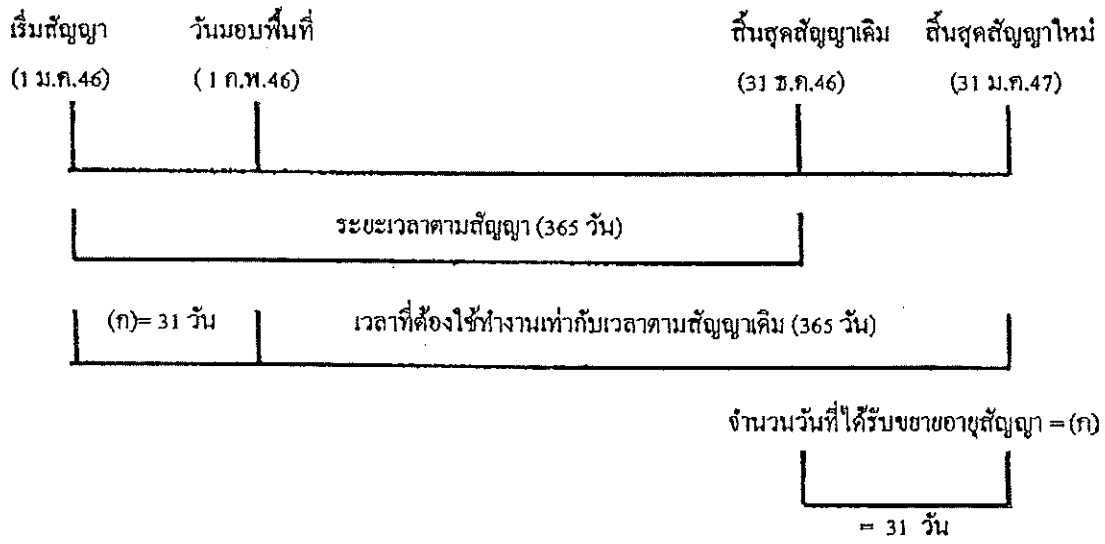 เริ่มสัญญา วันมอบพื้นที่ สิ้นสุดสัญญาเดิม สิ้นสุดสัญญาใหม่
(1 ม.ค.46) ( 1 ก.พ.46) (31 ธ.ค.46) (31 ม.ค.47)
ระยะเวลาตามสัญญา (365 วัน)
(ก)= 31 วัน เวลาที่ต้องใช้ทำงานเท่ากับเวลาตามสัญญาเดิม (365 วัน)
จำนวนวันที่ได้รับขยายอายุสัญญา = (ก)
= 31 วัน